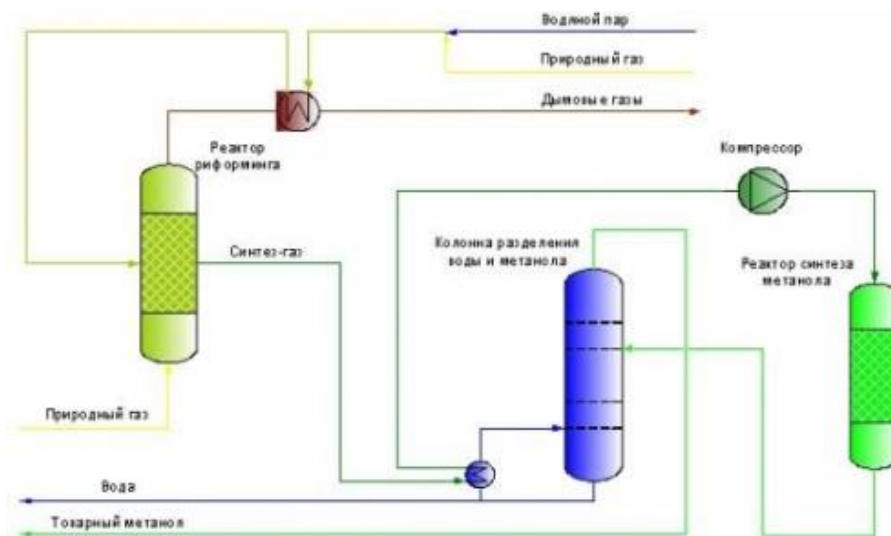 Водяной пар
Природный газ
Дымовые газы
Реактор
риформинга
Компрессор
Синтез-газ
Колонна разделения
воды и метанола
Реактор синтеза
метанола
Природный газ
Вода
Товарный метанол